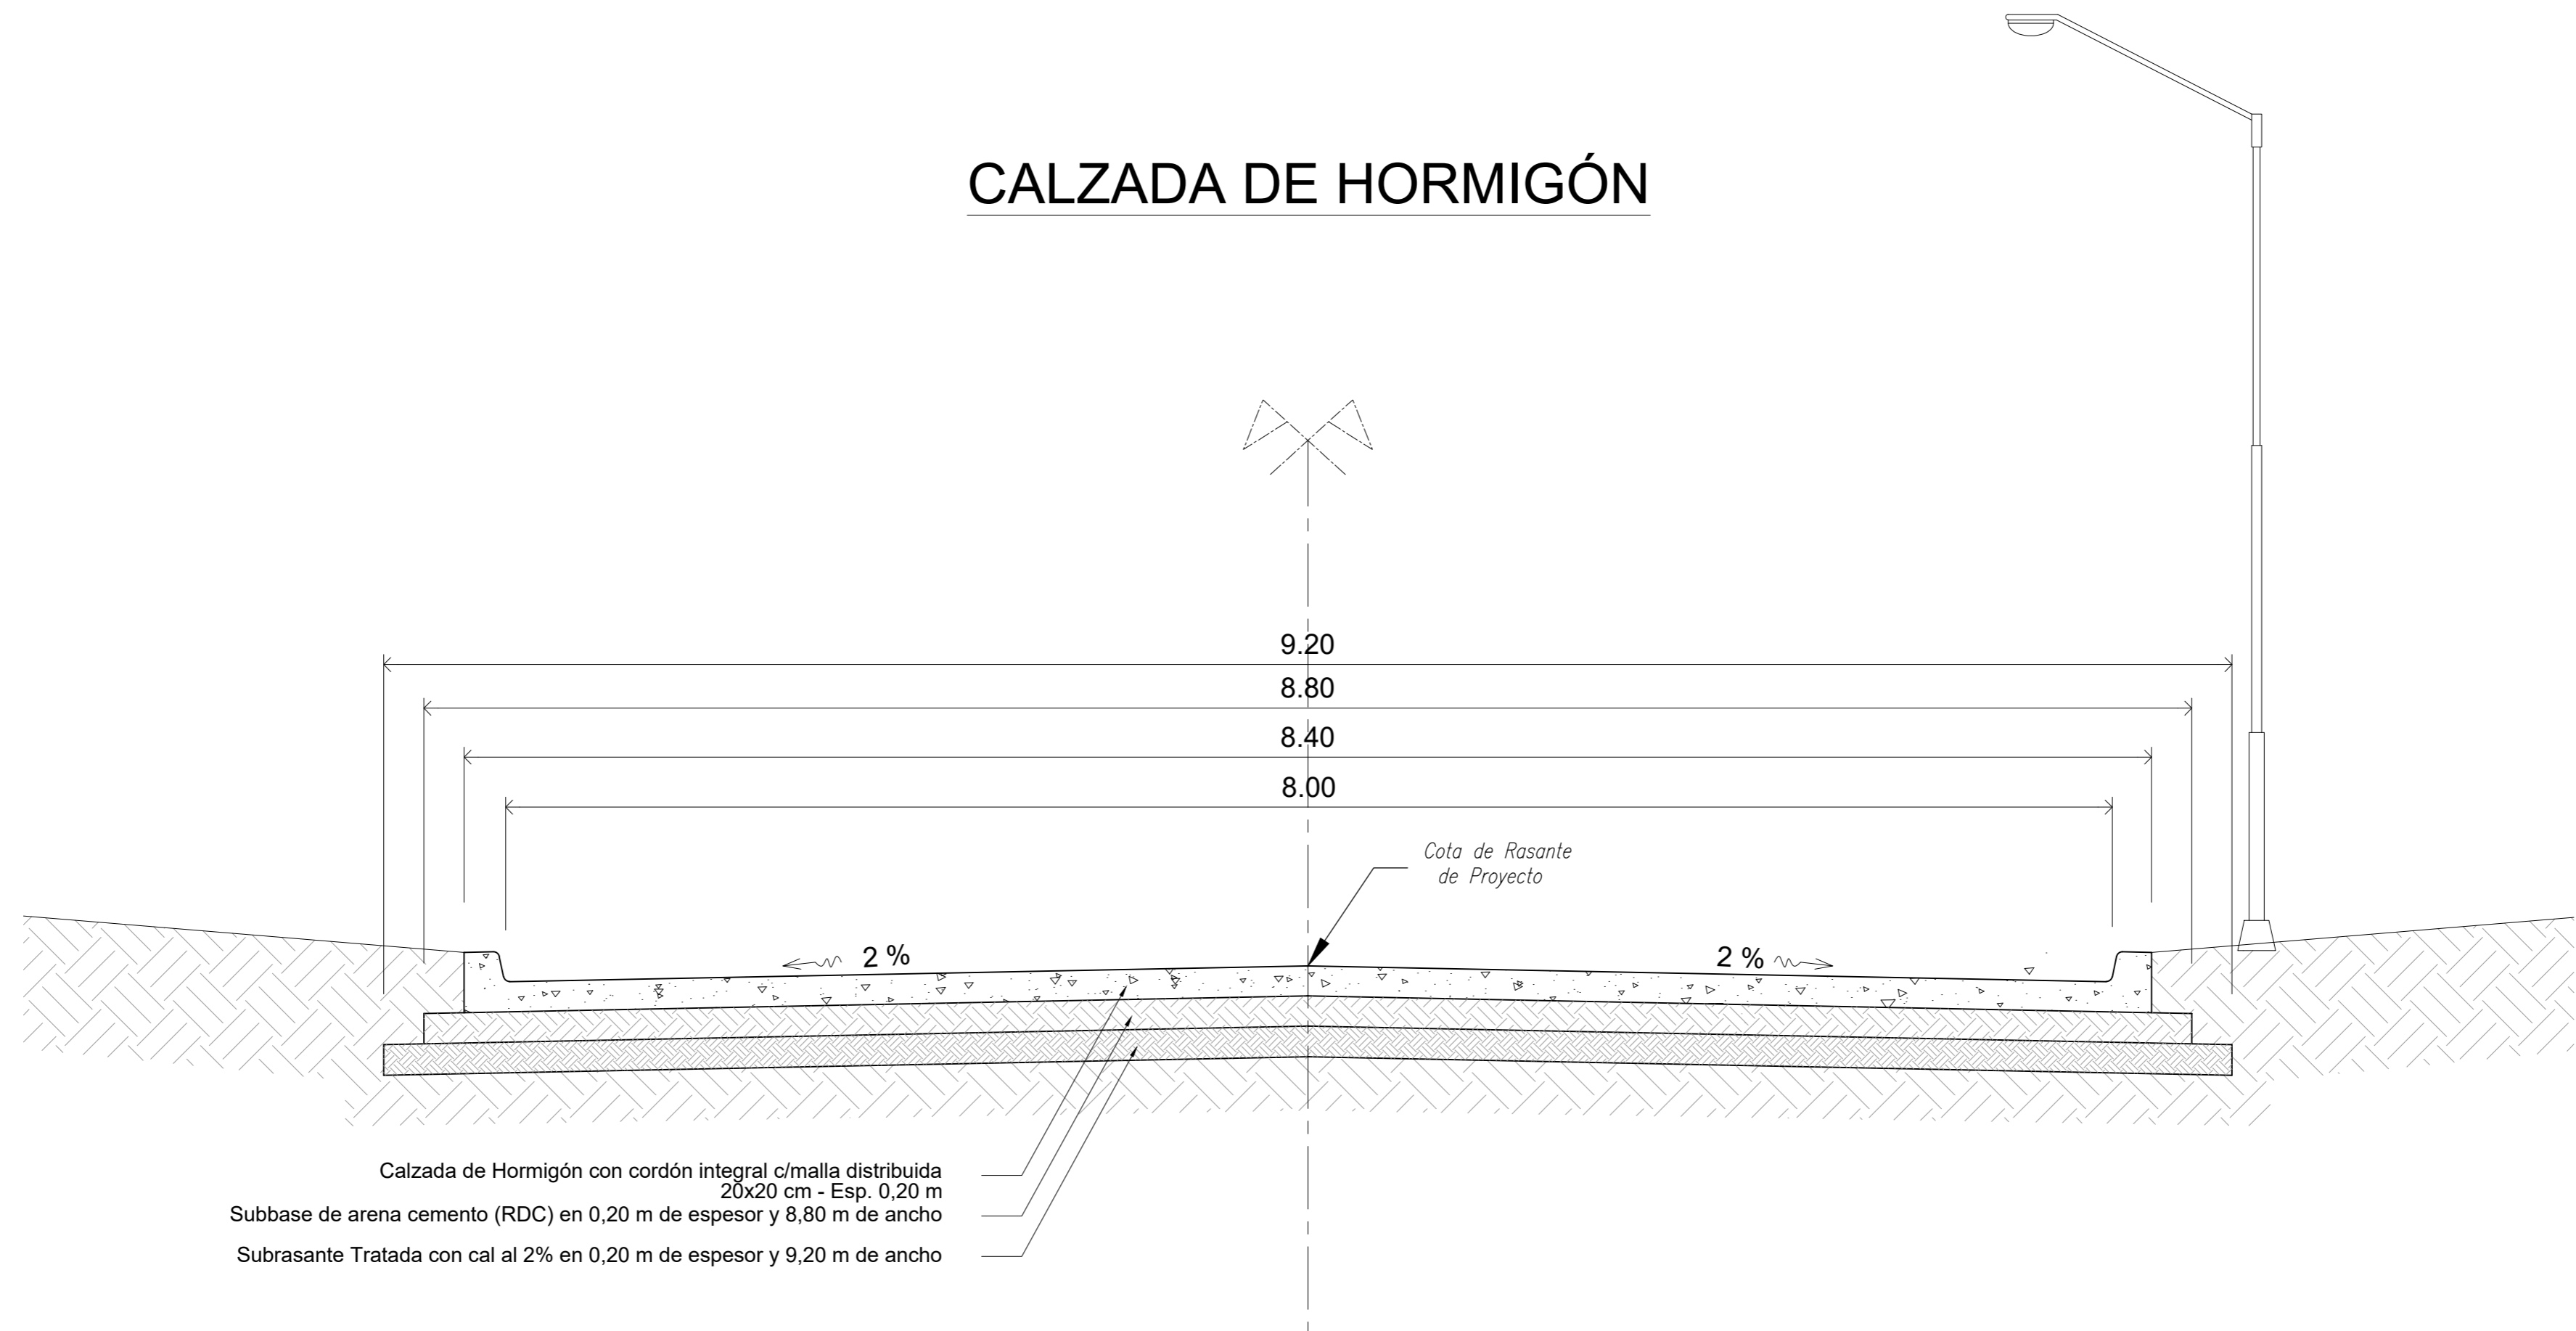 CALZADA DE HORMIGÓN
9.20
8.80
8.40
8.00
Cota de Rasante
de Proyecto
2 %
2 %
Calzada de Hormigón con cordón integral c/malla distribuida
20x20 cm - Esp. 0,20 m
Subbase de arena cemento (RDC) en 0,20 m de espesor y 8,80 m de ancho
Subrasante Tratada con cal al 2% en 0,20 m de espesor y 9,20 m de ancho